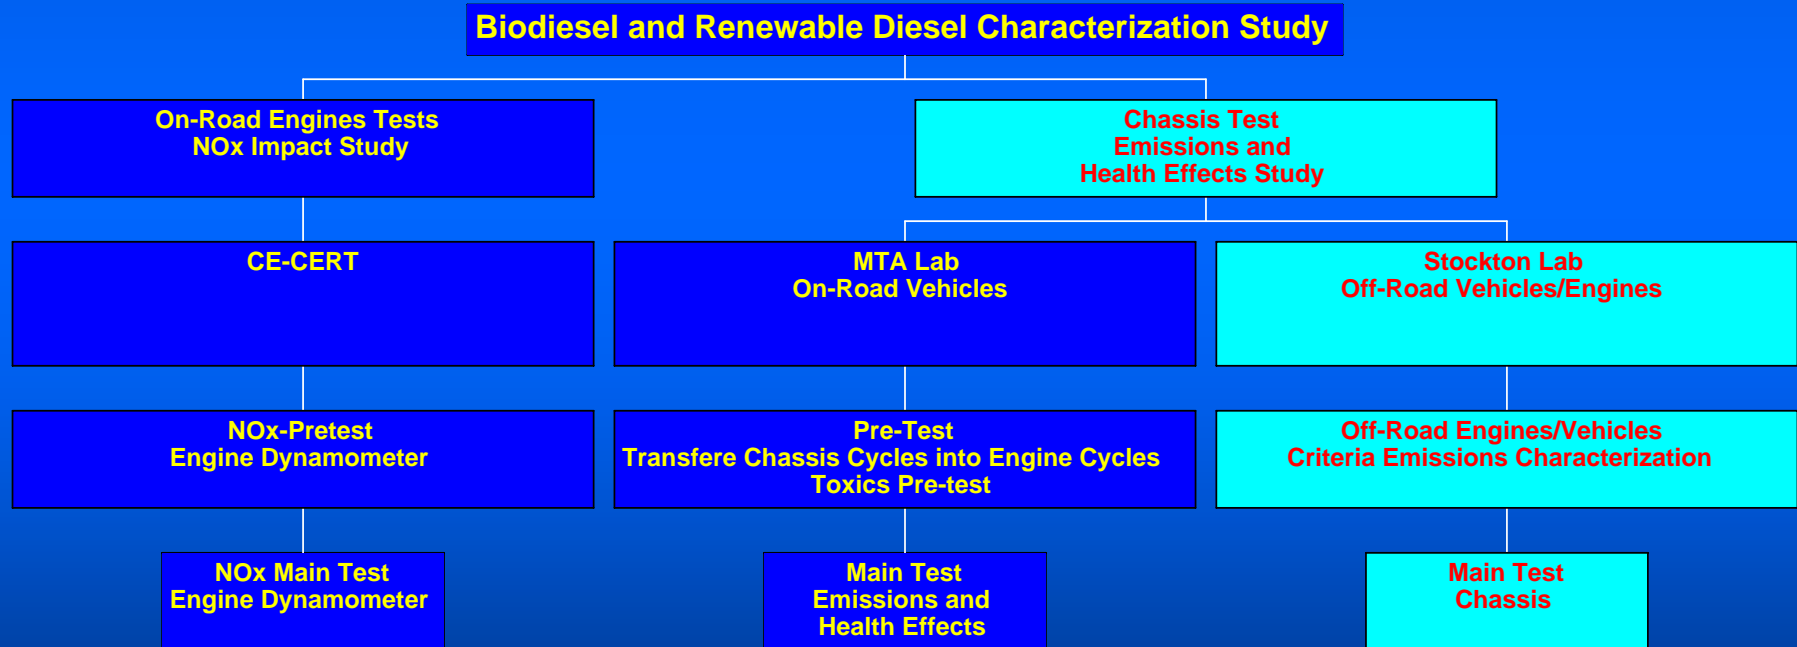 Biodiesel and Renewable Diesel Characterization Study
On-Road Engines Tests
NOx Impact Study
Chassis Test
Emissions and
Health Effects Study
CE-CERT
MTA Lab
On-Road Vehicles
Stockton Lab
Off-Road Vehicles/Engines
NOx-Pretest
Engine Dynamometer
Pre-Test
Transfere Chassis Cycles into Engine Cycles
Toxics Pre-test
Off-Road Engines/Vehicles
Criteria Emissions Characterization
NOx Main Test
Engine Dynamometer
Main Test
Emissions and
Health Effects
Main Test
Chassis